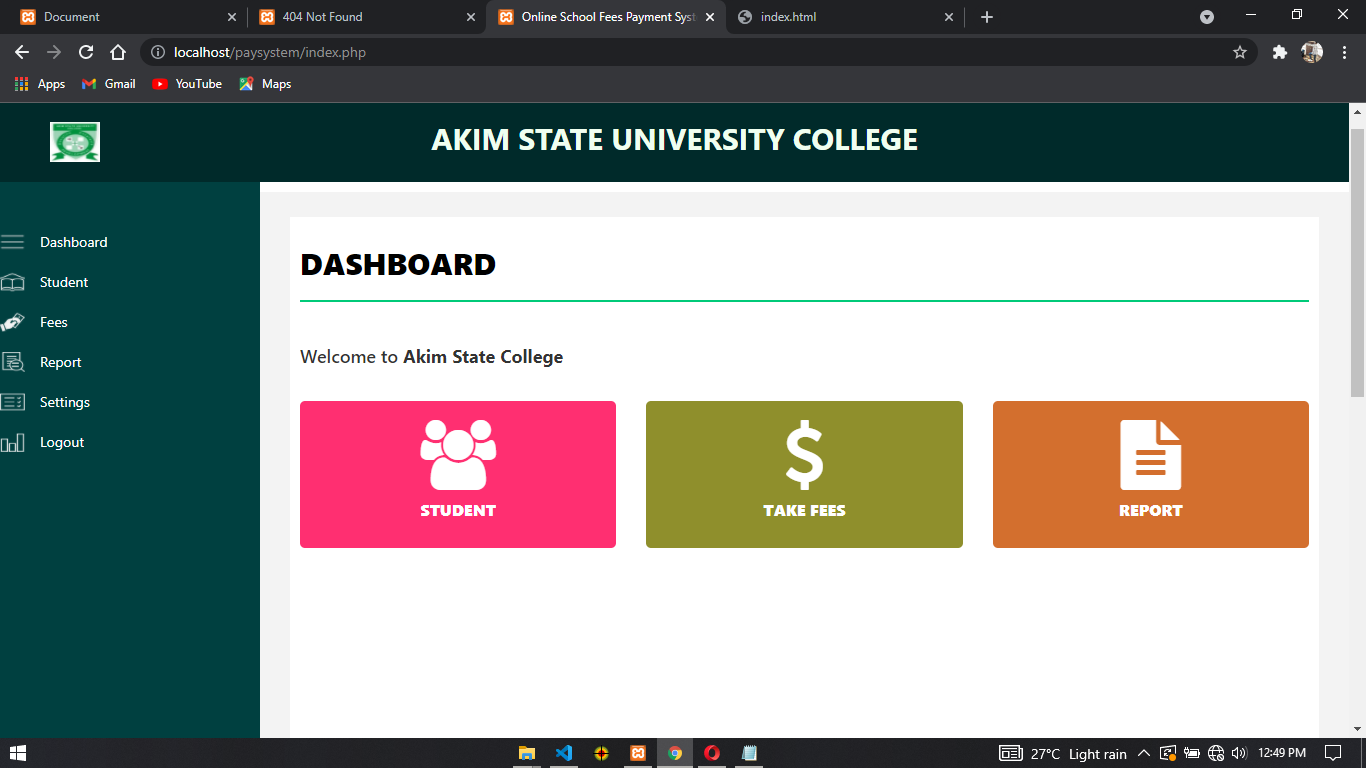 Document
404 Not Found
Online School Fees Payment Syst
index.html
localhost/paysystem/index.php
Apps
Gmail
YouTube
Maps
AKIM STATE UNIVERSITY COLLEGE
Dashboard
Student
Fees
Report
Settings
Logout
DASHBOARD
Welcome to Akim State College
STUDENT
TAKE FEES
REPORT
27°C Light rain
12:49 PM